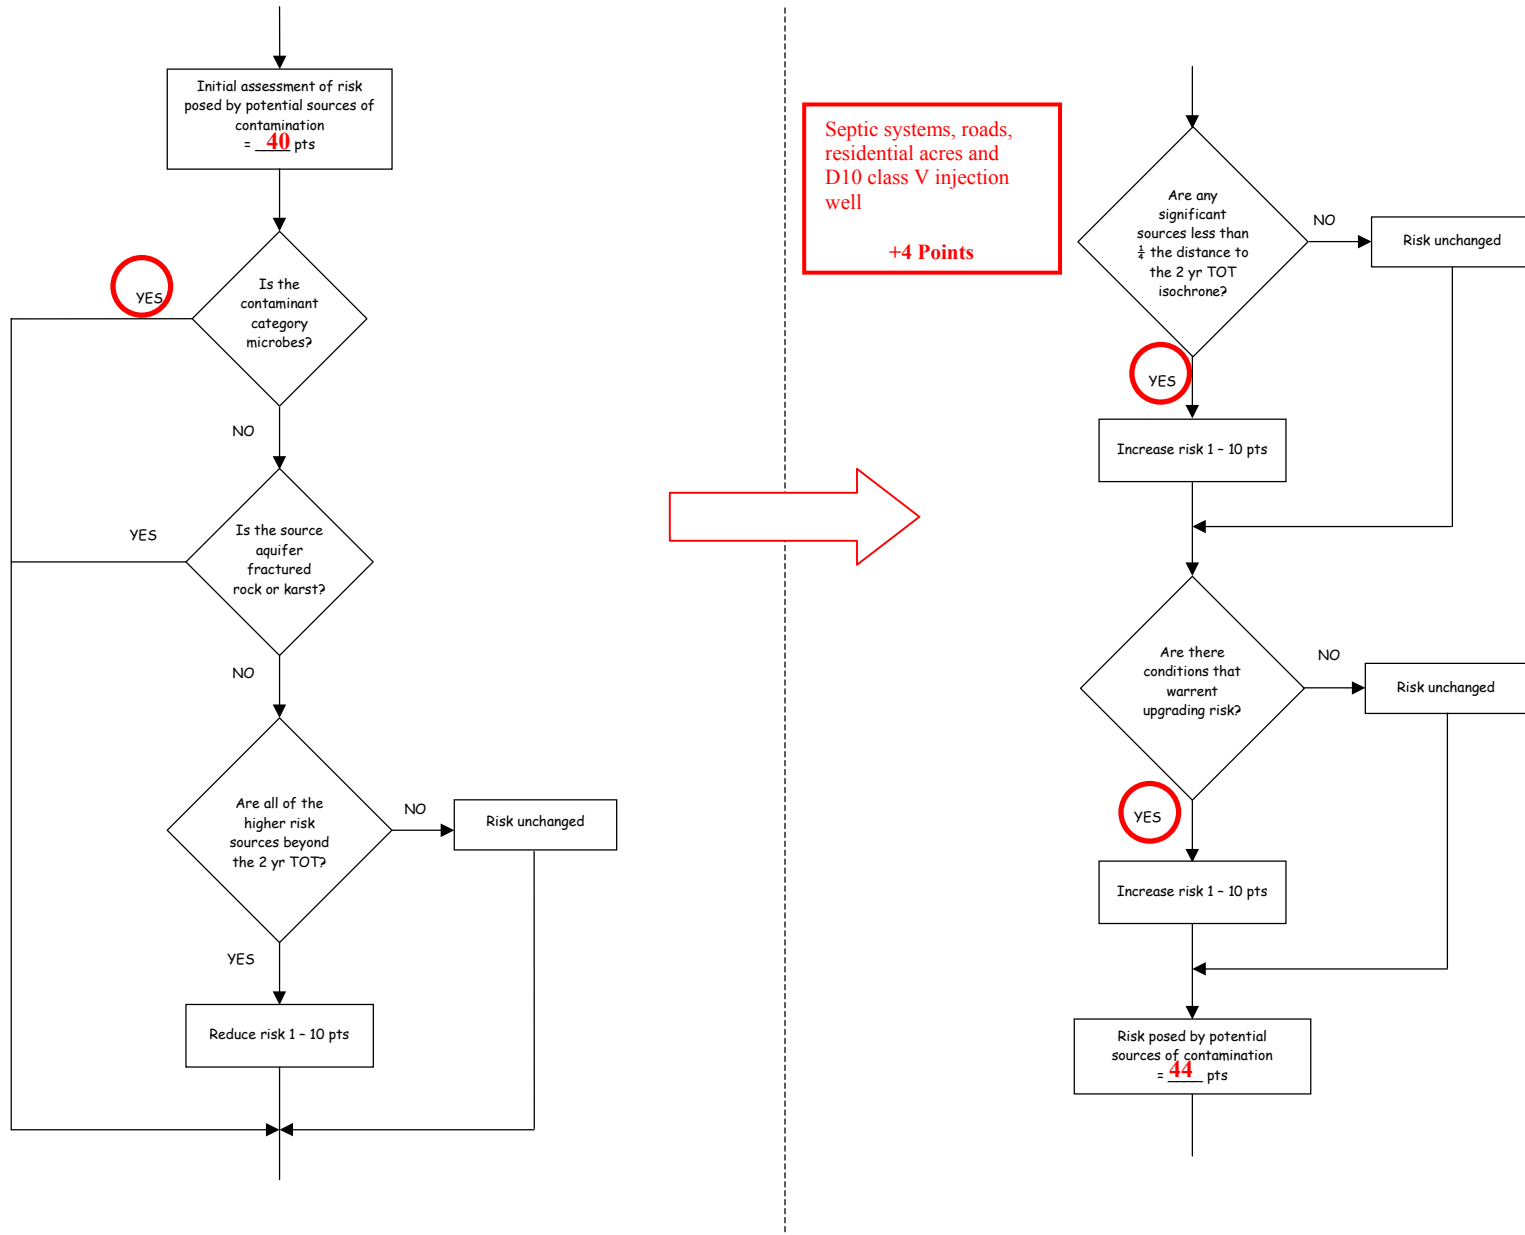 Initial assessment of risk
posed by potential sources of
contamination
= 40 pts
Is the
contaminant
category
microbes?
YES
NO
Is the source
aquifer
fractured
rock or karst?
YES
NO
Are all of the
higher risk
sources beyond
the 2 yr TOT?
NO
Risk unchanged
YES
Reduce risk 1 – 10 pts
Septic systems, roads,
residential acres and
D10 class V injection
well
+4 Points
Are any
significant
sources less than
¼ the distance to
the 2 yr TOT
isochrone?
NO
Risk unchanged
YES
Increase risk 1 – 10 pts
Are there
conditions that
warrent
upgrading risk?
NO
Risk unchanged
YES
Increase risk 1 – 10 pts
Risk posed by potential
sources of contamination
= 44 pts